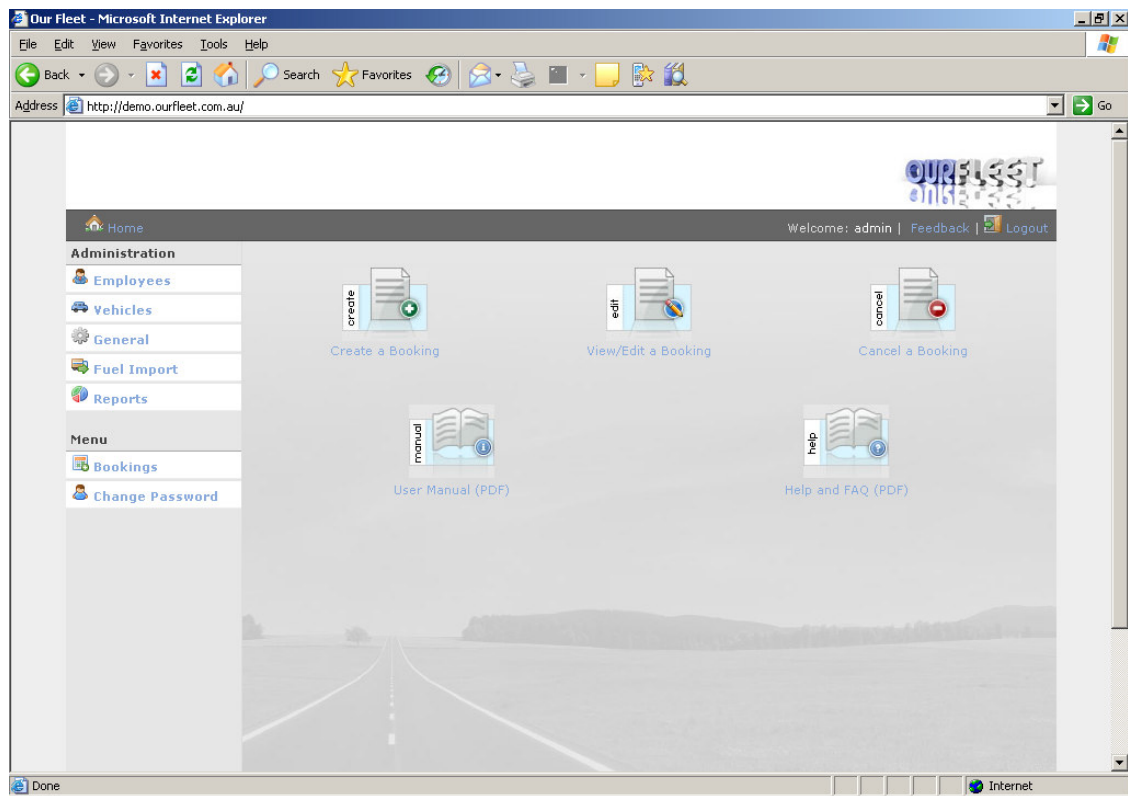 Our Fleet - Microsoft Internet Explorer
File Edit View Favorites Tools Help
Back Search Favorites
Address http://demo.ourfleet.com.au/ Go
OURFLEET
Home Welcome: admin | Feedback | Logout
Administration
Employees
Vehicles
General
Fuel Import
Reports
Menu
Bookings
Change Password
create
edit
cancel
Create a Booking View/Edit a Booking Cancel a Booking
manual
help
User Manual (PDF) Help and FAQ (PDF)
Done Internet